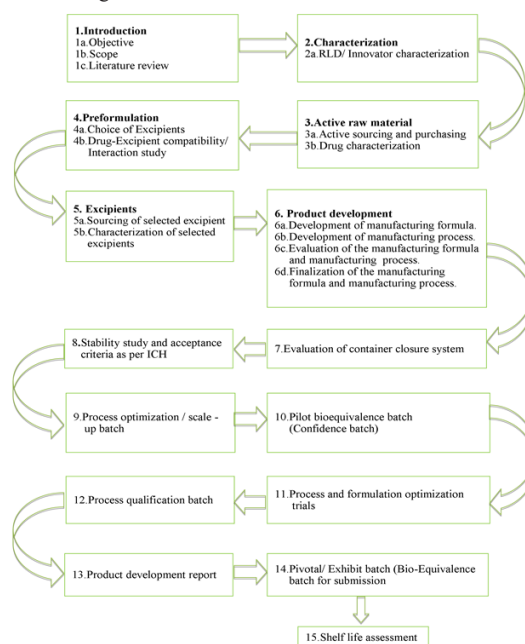 1.Introduction
1a.Objective
1b.Scope
1c.Literature review
2.Characterization
2a.RLD/ Innovator characterization
3.Active raw material
3a.Active sourcing and purchasing
3b.Drug characterization
4.Preformulation
4a.Choice of Excipients
4b.Drug-Excipient compatibility/
Interaction study
5. Excipients
5a.Sourcing of selected excipient
5b.Characterization of selected
excipients
6. Product development
6a.Development of manufacturing formula.
6b.Development of manufacturing process.
6c.Evaluation of the manufacturing formula
and manufacturing process.
6d.Finalization of the manufacturing
formula and manufacturing process.
7.Evaluation of container closure system
8.Stability study and acceptance
criteria as per ICH
9.Process optimization / scale -
up batch
10.Pilot bioequivalence batch
(Confidence batch)
11.Process and formulation optimization
trials
12.Process qualification batch
13.Product development report
14.Pivotal/ Exhibit batch (Bio-Equivalence
batch for submission
15.Shelf life assessment